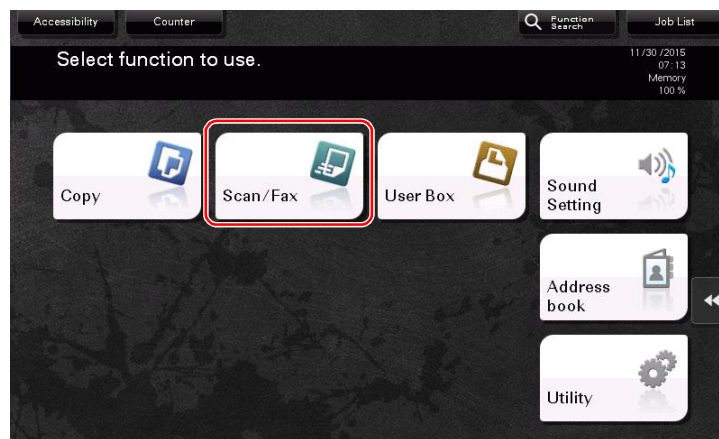 Accessibility
Counter
Function
Search
Job List
Select function to use.
11/30 /2015
07:13
Memory
100 %
Copy
Scan/Fax
User Box
Sound
Setting
Address
book
Utility